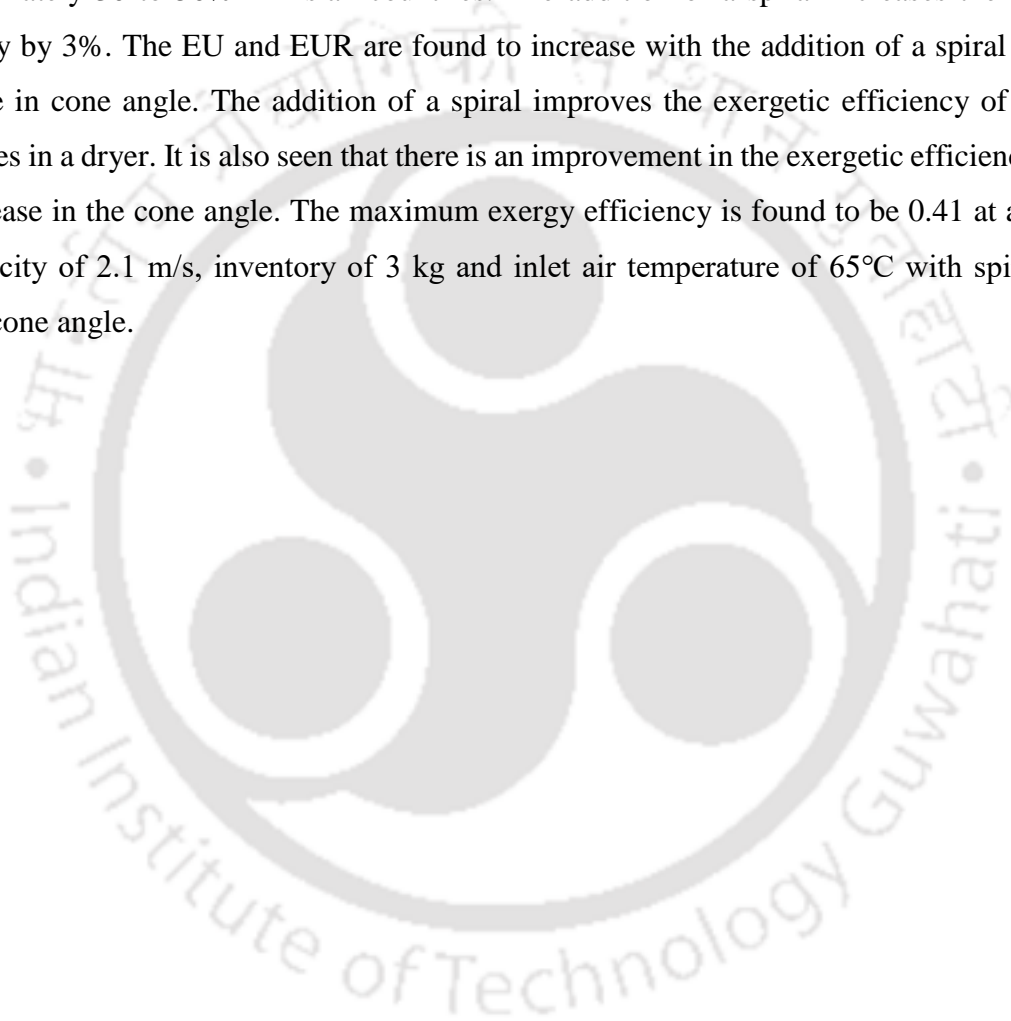 y by 3%. The EU and EUR are found to increase with the addition of a spiral
e in cone angle. The addition of a spiral improves the exergetic efficiency of
es in a dryer. It is also seen that there is an improvement in the exergetic efficienc
ease in the cone angle. The maximum exergy efficiency is found to be 0.41 at a
city of 2.1 m/s, inventory of 3 kg and inlet air temperature of 65℃ with spi
cone angle.
Indian Institute of Technology Guwahati